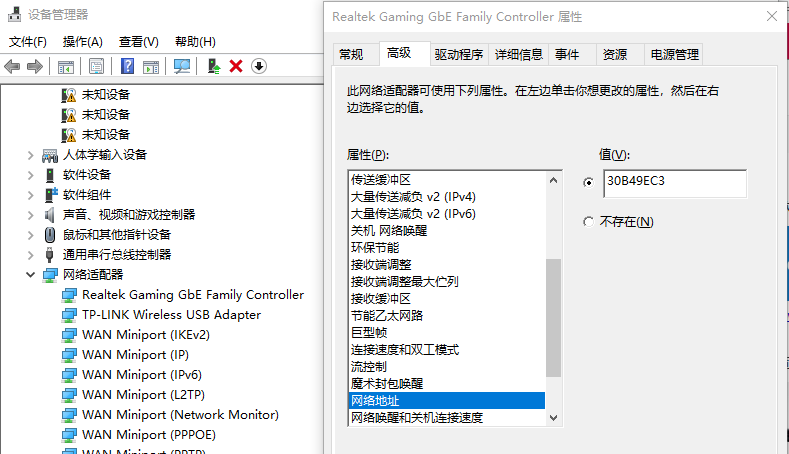 设备管理器
文件(F) 操作(A) 查看(V) 帮助(H)
未知设备
未知设备
未知设备
人体学输入设备
软件设备
软件组件
声音、视频和游戏控制器
鼠标和其他指针设备
通用串行总线控制器
网络适配器
Realtek Gaming GbE Family Controller
TP-LINK Wireless USB Adapter
WAN Miniport (IKEv2)
WAN Miniport (IP)
WAN Miniport (IPv6)
WAN Miniport (L2TP)
WAN Miniport (Network Monitor)
WAN Miniport (PPPOE)
WAN Miniport (PPTP)
Realtek Gaming GbE Family Controller 属性
常规 高级 驱动程序 详细信息 事件 资源 电源管理
此网络适配器可使用下列属性。在左边单击你想更改的属性，然后在右
边选择它的值。
属性(P):
传送缓冲区
大量传送减负 v2 (IPv4)
大量传送减负 v2 (IPv6)
关机 网络唤醒
环保节能
接收端调整
接收端调整最大伫列
接收缓冲区
节能乙太网路
巨型帧
连接速度和双工模式
流控制
魔术封包唤醒
网络地址
网络唤醒和关机连接速度
值(V):
30B49EC3
不存在(N)